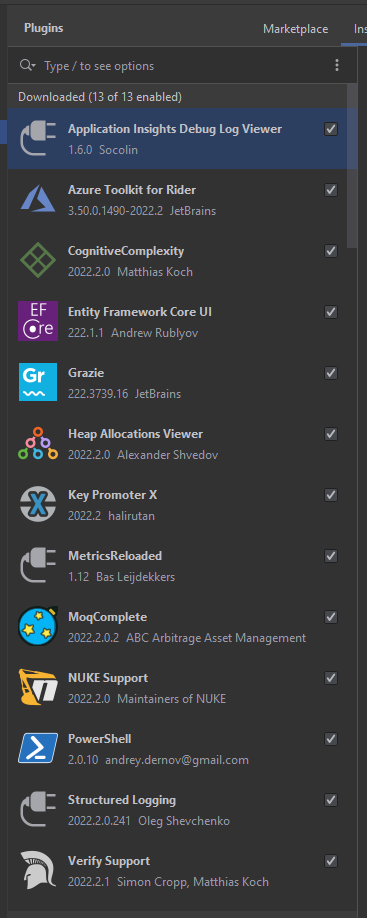 Plugins
Marketplace
Ins
Type / to see options
Downloaded (13 of 13 enabled)
Application Insights Debug Log Viewer
1.6.0 Socolin
Azure Toolkit for Rider
3.50.0.1490-2022.2 JetBrains
CognitiveComplexity
2022.2.0 Matthias Koch
EF
Core
Entity Framework Core UI
222.1.1 Andrew Rublyov
Gr
Grazie
222.3739.16 JetBrains
Heap Allocations Viewer
2022.2.0 Alexander Shvedov
X
Key Promoter X
2022.2 halirutan
MetricsReloaded
1.12 Bas Leijdekkers
MoqComplete
2022.2.0.2 ABC Arbitrage Asset Management
NUKE Support
2022.2.0 Maintainers of NUKE
PowerShell
2.0.10 andrey.dernov@gmail.com
Structured Logging
2022.2.0.241 Oleg Shevchenko
Verify Support
2022.2.1 Simon Cropp, Matthias Koch